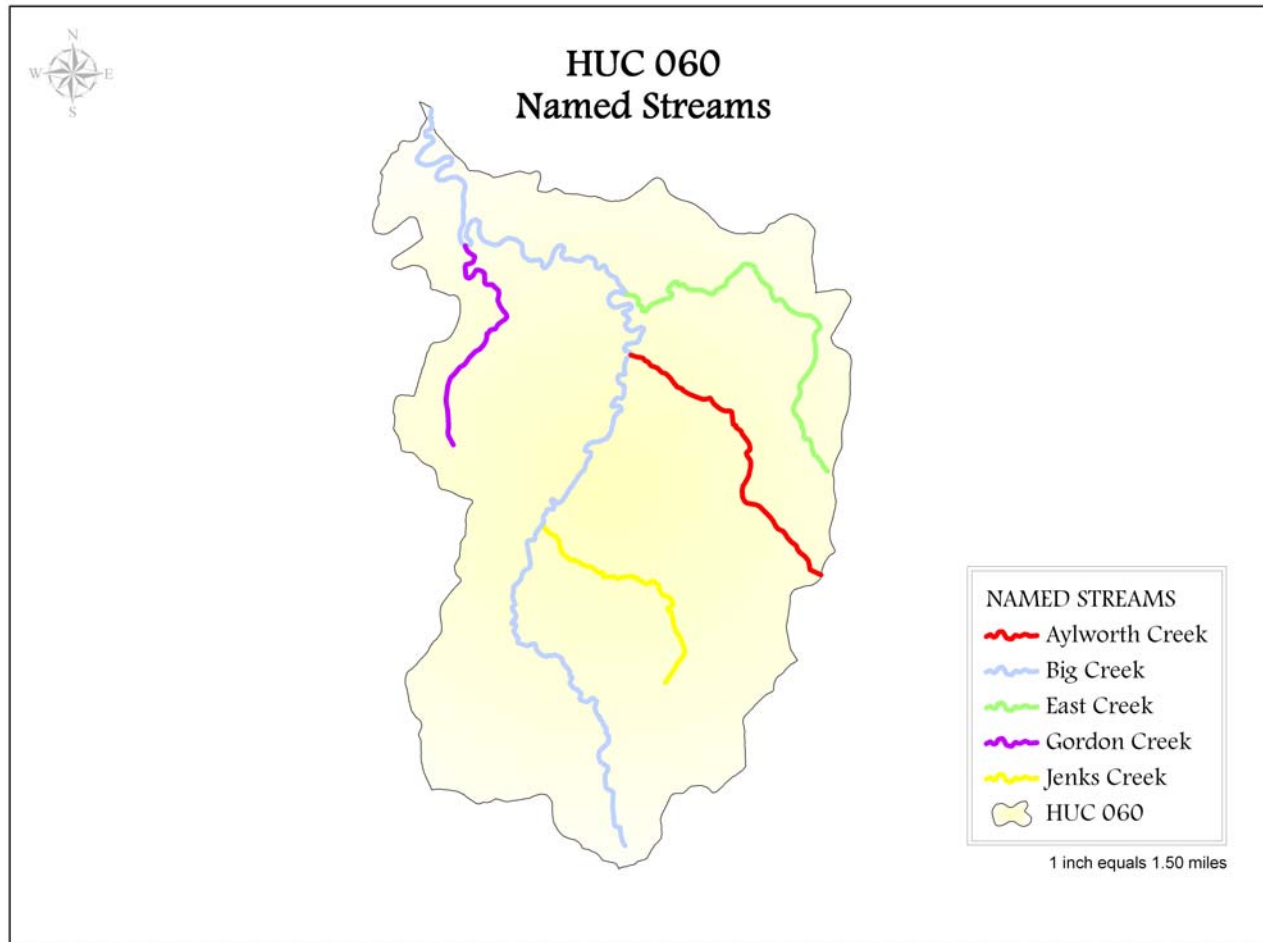 N
W E
S
HUC 060
Named Streams
NAMED STREAMS
Aylworth Creek
Big Creek
East Creek
Gordon Creek
Jenks Creek
HUC 060
1 inch equals 1.50 miles